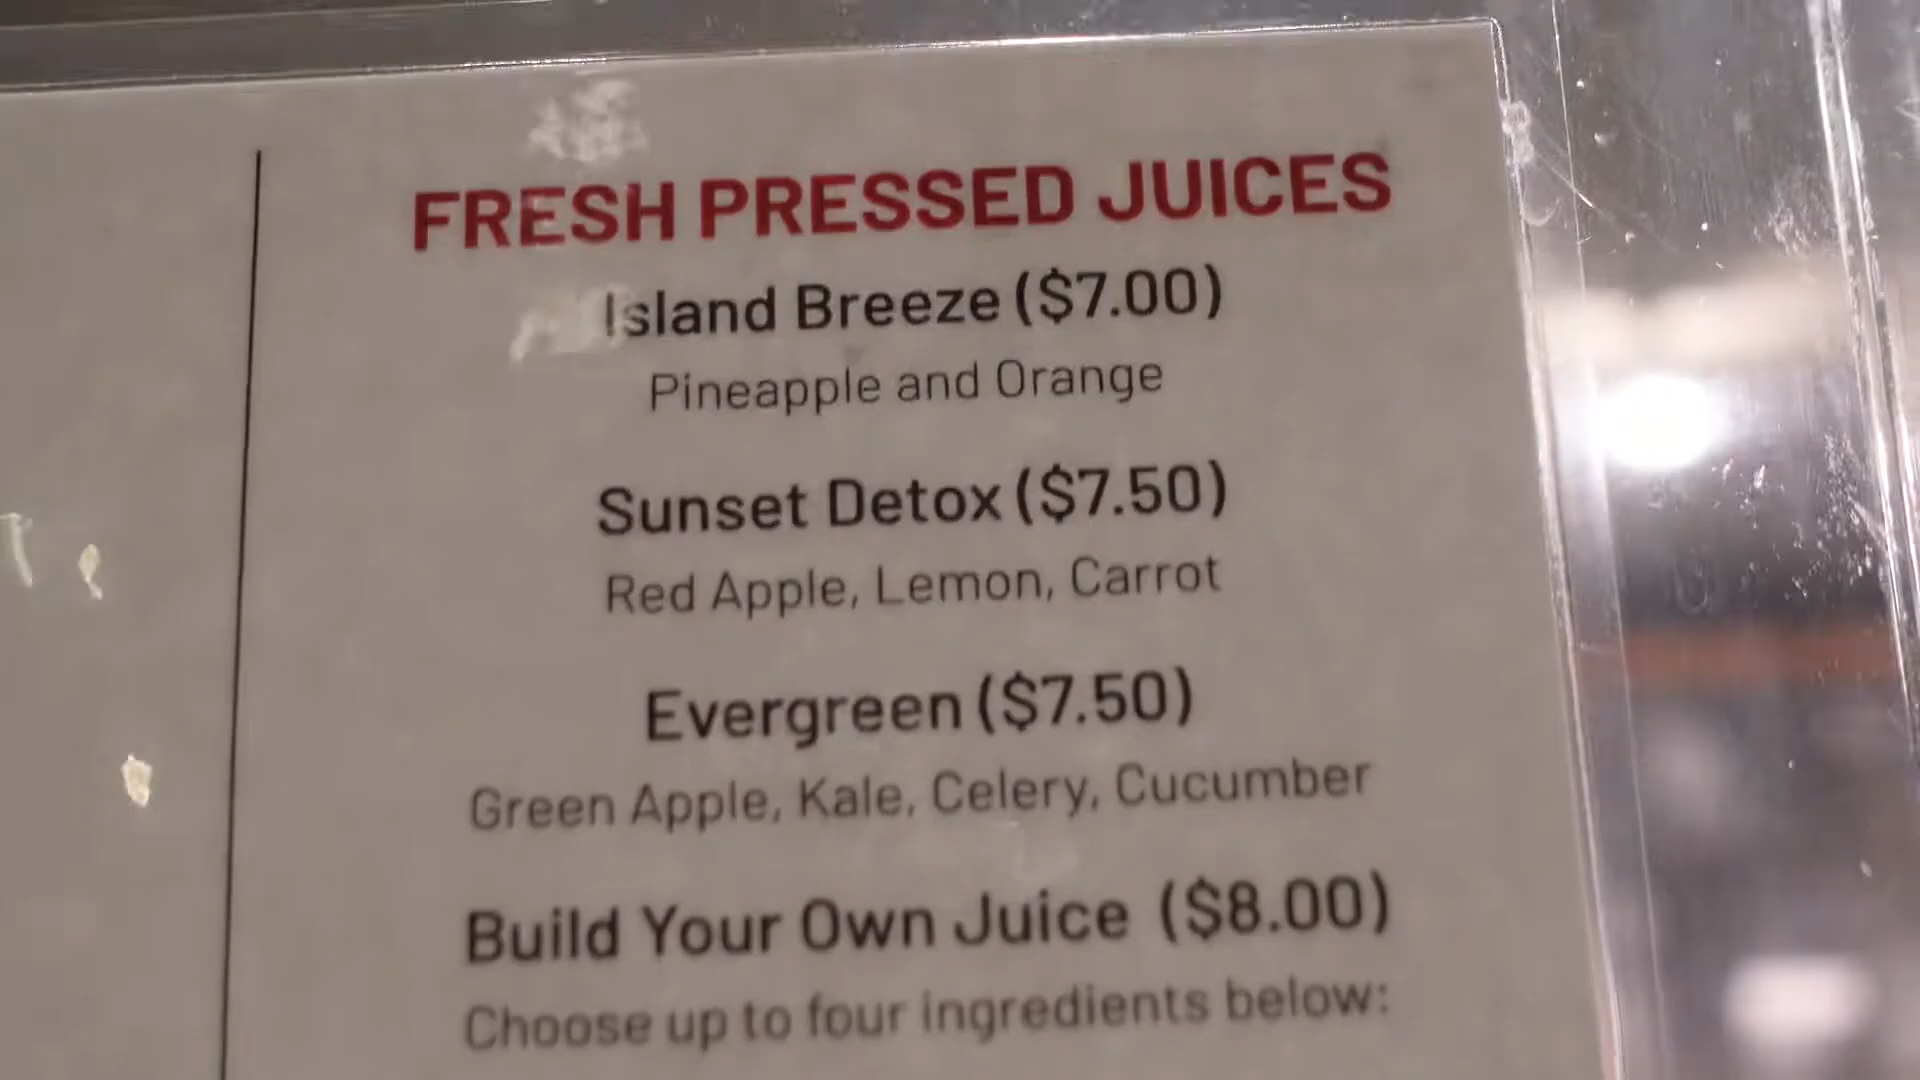 FRESH PRESSED JUICES
Island Breeze ($7.00)
Pineapple and Orange
Sunset Detox ($7.50)
Red Apple, Lemon, Carrot
Evergreen ($7.50)
Green Apple, Kale, Celery, Cucumber
Build Your Own Juice ($8.00)
Choose up to four ingredients below: